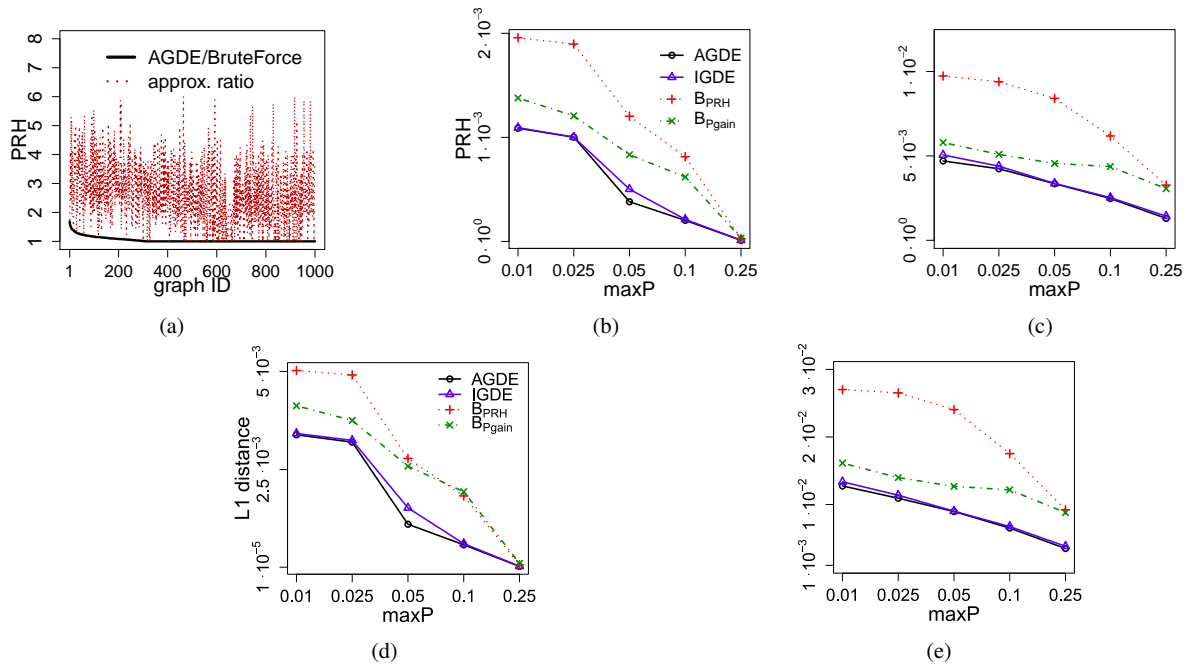 PRH
8
7
6
5
4
3
2
1
AGDE/BruteForce
approx. ratio
1 200 400 600 800 1000
graph ID
(a)
PRH
2 · 10⁻³
1 · 10⁻³
0 · 10⁰
AGDE
IGDE
B_PRH
B_Pgain
0.01 0.025 0.05 0.1 0.25
maxP
(b)
1 · 10⁻²
5 · 10⁻³
0 · 10⁰
0.01 0.025 0.05 0.1 0.25
maxP
(c)
L1 distance
5 · 10⁻³
2.5 · 10⁻³
1 · 10⁻⁵
AGDE
IGDE
B_PRH
B_Pgain
0.01 0.025 0.05 0.1 0.25
maxP
(d)
3 · 10⁻²
2 · 10⁻²
1 · 10⁻²
1 · 10⁻³
0.01 0.025 0.05 0.1 0.25
maxP
(e)